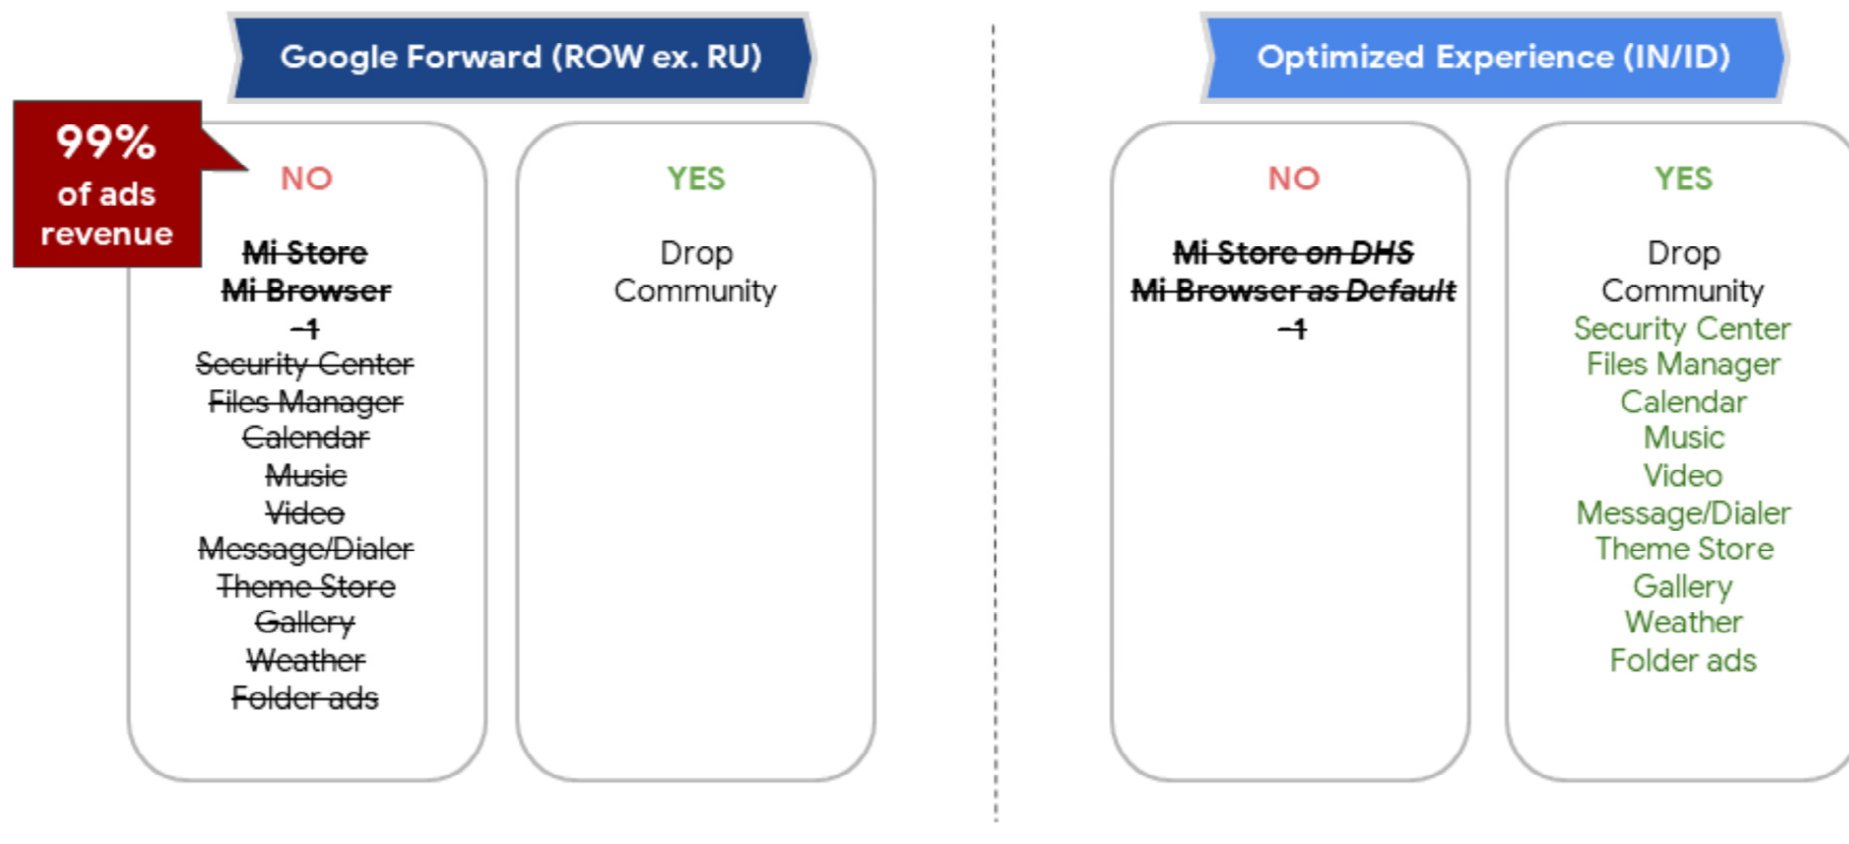 Google Forward (ROW ex. RU)
99%
of ads
revenue
NO
Mi Store
Mi Browser
-1
Security Center
Files Manager
Calendar
Music
Video
Message/Dialer
Theme Store
Gallery
Weather
Folder ads
YES
Drop
Community
Optimized Experience (IN/ID)
NO
Mi Store on DHS
Mi Browser as Default
-1
YES
Drop
Community
Security Center
Files Manager
Calendar
Music
Video
Message/Dialer
Theme Store
Gallery
Weather
Folder ads